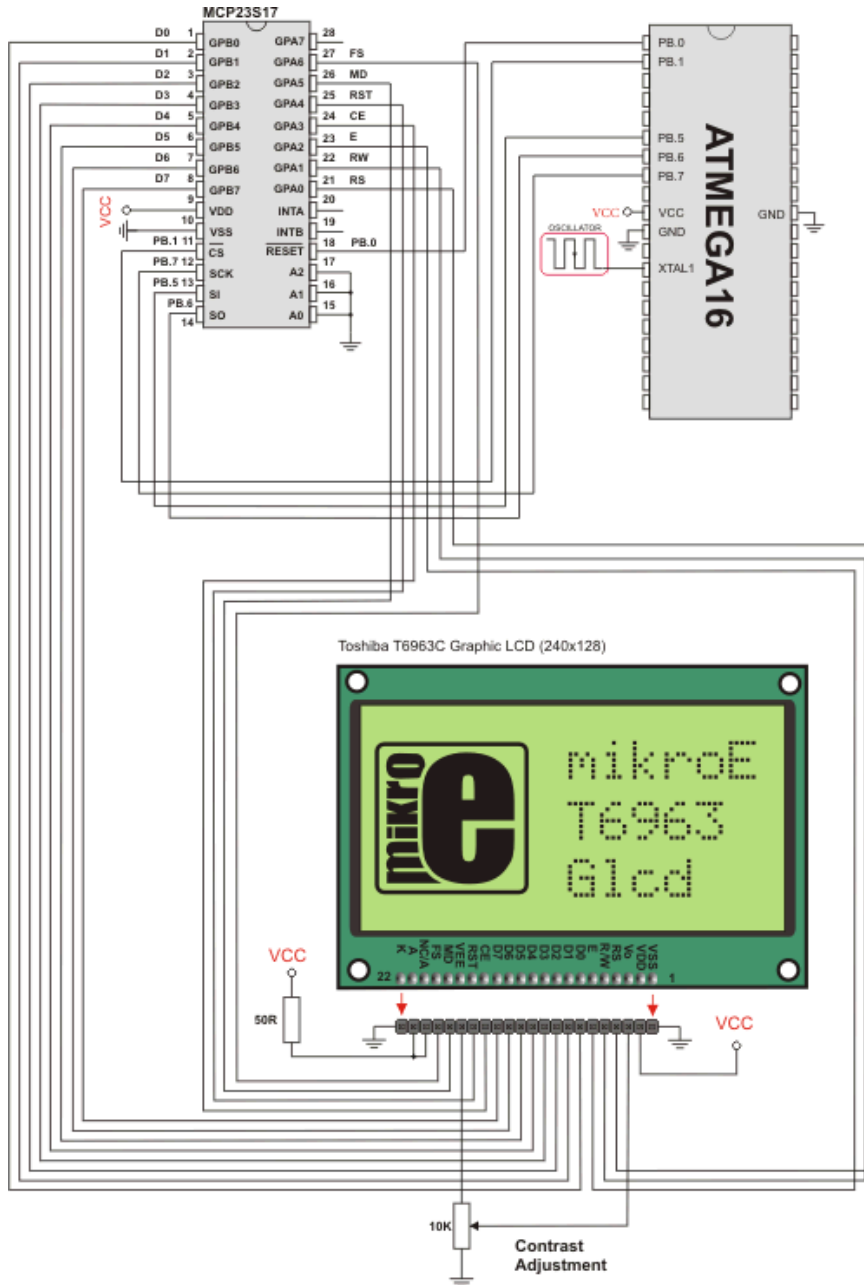 MCP23S17
D0 1 GPB0 GPA7 28
D1 2 GPB1 GPA6 27 FS
D2 3 GPB2 GPA5 26 MD
D3 4 GPB3 GPA4 25 RST
D4 5 GPB4 GPA3 24 CE
D5 6 GPB5 GPA2 23 E
D6 7 GPB6 GPA1 22 RW
D7 8 GPB7 GPA0 21 RS
VCC 9 VDD INTA 20
10 VSS INTB 19
PB.1 11 CS RESET 18 PB.0
PB.7 12 SCK A2 17
PB.5 13 SI A1 16
PB.6 14 SO A0 15
PB.0
PB.1
PB.5
PB.6
PB.7
VCC VCC GND
GND
OSCILLATOR
XTAL1
ATMEGA16
Toshiba T6963C Graphic LCD (240x128)
mikro e
mikroE
T6963
Glcd
K A NC/A FS MD VEE RST CE D7 D6 D5 D4 D3 D2 D1 D0 E R/W RS Vo VDD VSS
22 1
VCC
50R
VCC
10K
Contrast
Adjustment